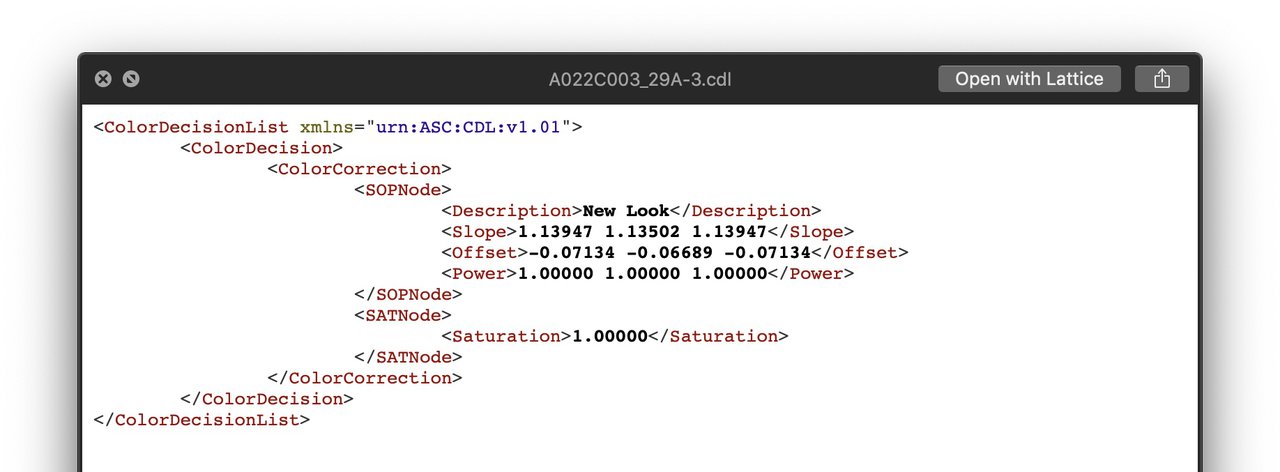 A022C003_29A-3.cdl
Open with Lattice
<ColorDecisionList xmlns="urn:ASC:CDL:v1.01">
<ColorDecision>
<ColorCorrection>
<SOPNode>
<Description>New Look</Description>
<Slope>1.13947 1.13502 1.13947</Slope>
<Offset>-0.07134 -0.06689 -0.07134</Offset>
<Power>1.00000 1.00000 1.00000</Power>
</SOPNode>
<SATNode>
<Saturation>1.00000</Saturation>
</SATNode>
</ColorCorrection>
</ColorDecision>
</ColorDecisionList>